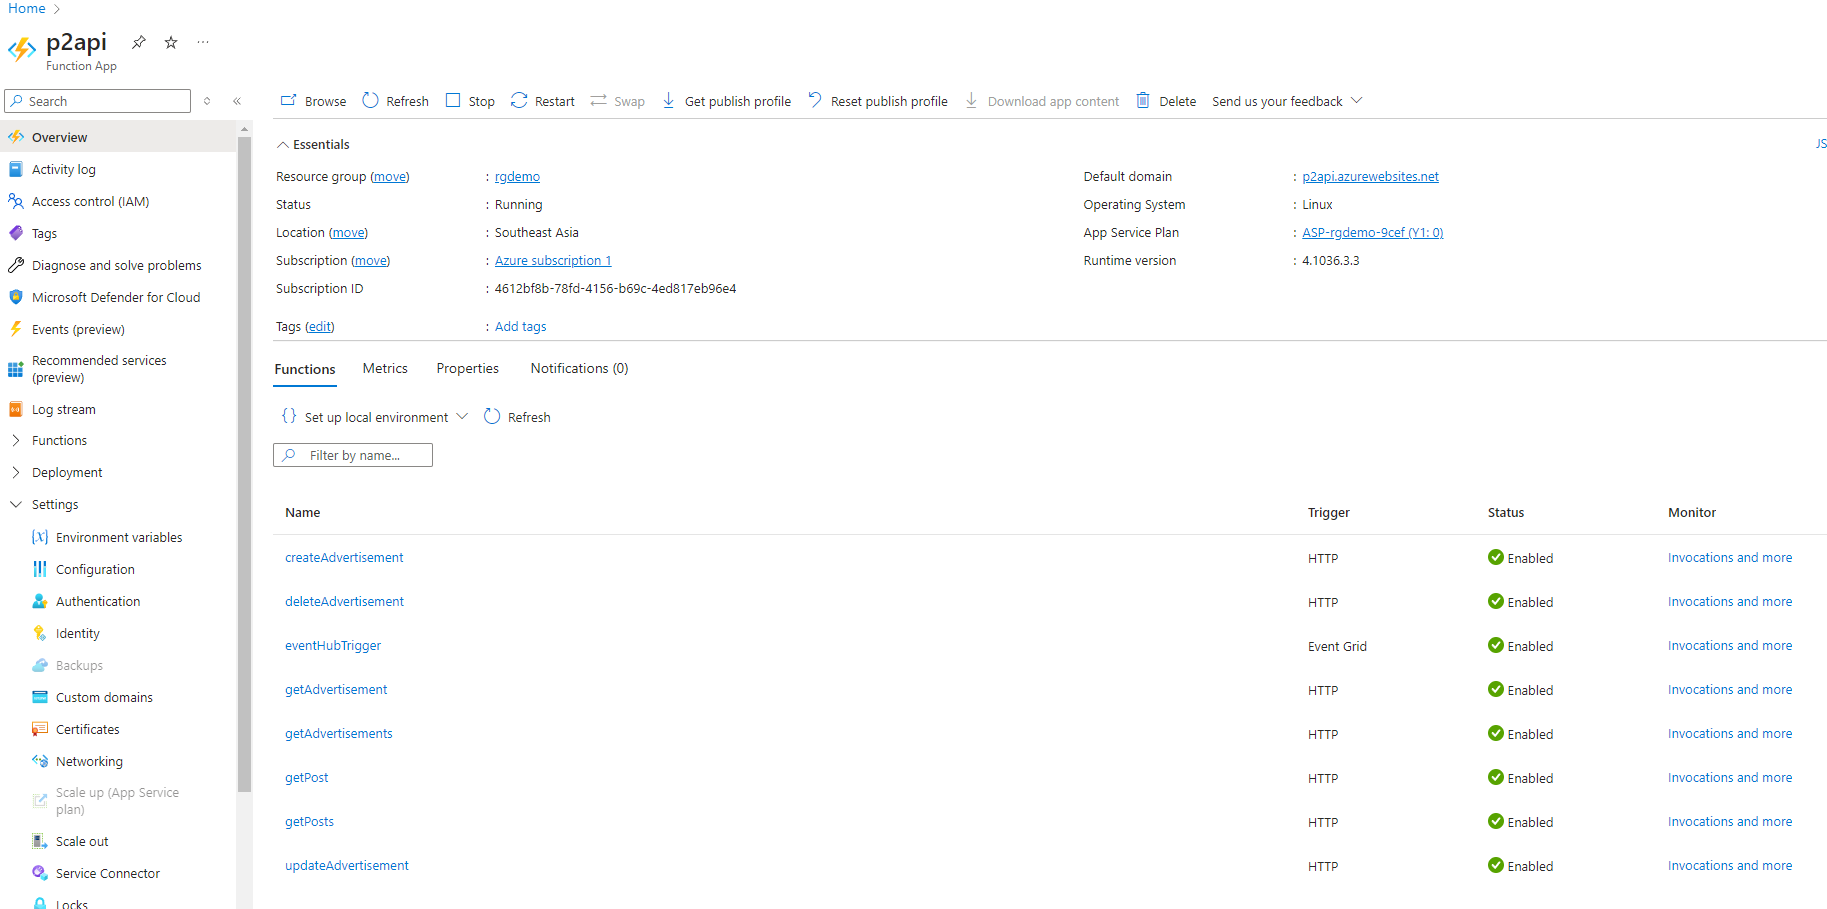 Home
p2api
Function App
Search
Browse Refresh Stop Restart Swap Get publish profile Reset publish profile Download app content Delete Send us your feedback
Overview
Activity log
Access control (IAM)
Tags
Diagnose and solve problems
Microsoft Defender for Cloud
Events (preview)
Recommended services
(preview)
Log stream
Functions
Deployment
Settings
Environment variables
Configuration
Authentication
Identity
Backups
Custom domains
Certificates
Networking
Scale up (App Service
plan)
Scale out
Service Connector
Locks
Essentials
JS
Resource group (move) : rgdemo
Status : Running
Location (move) : Southeast Asia
Subscription (move) : Azure subscription 1
Subscription ID : 4612bf8b-78fd-4156-b69c-4ed817eb96e4
Tags (edit) : Add tags
Default domain : p2api.azurewebsites.net
Operating System : Linux
App Service Plan : ASP-rgdemo-9cef (Y1: 0)
Runtime version : 4.1036.3.3
Functions Metrics Properties Notifications (0)
Set up local environment Refresh
Filter by name...
Name Trigger Status Monitor
createAdvertisement HTTP Enabled Invocations and more
deleteAdvertisement HTTP Enabled Invocations and more
eventHubTrigger Event Grid Enabled Invocations and more
getAdvertisement HTTP Enabled Invocations and more
getAdvertisements HTTP Enabled Invocations and more
getPost HTTP Enabled Invocations and more
getPosts HTTP Enabled Invocations and more
updateAdvertisement HTTP Enabled Invocations and more